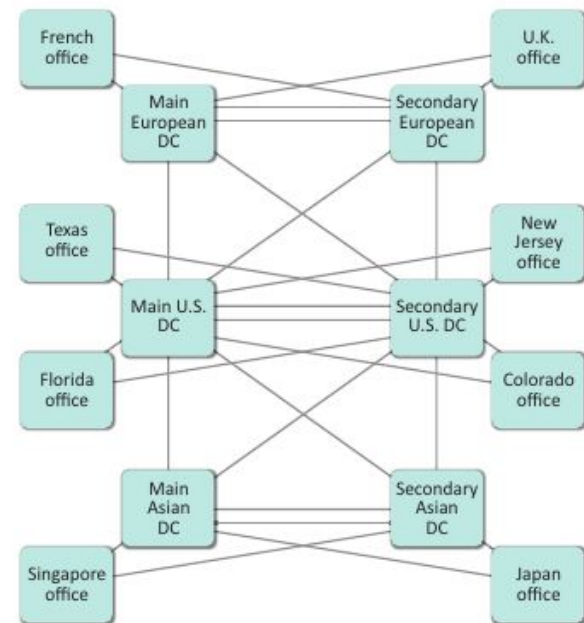 French
office
U.K.
office
Main
European
DC
Secondary
European
DC
Texas
office
New
Jersey
office
Main U.S.
DC
Secondary
U.S. DC
Florida
office
Colorado
office
Main
Asian
DC
Secondary
Asian
DC
Singapore
office
Japan
office